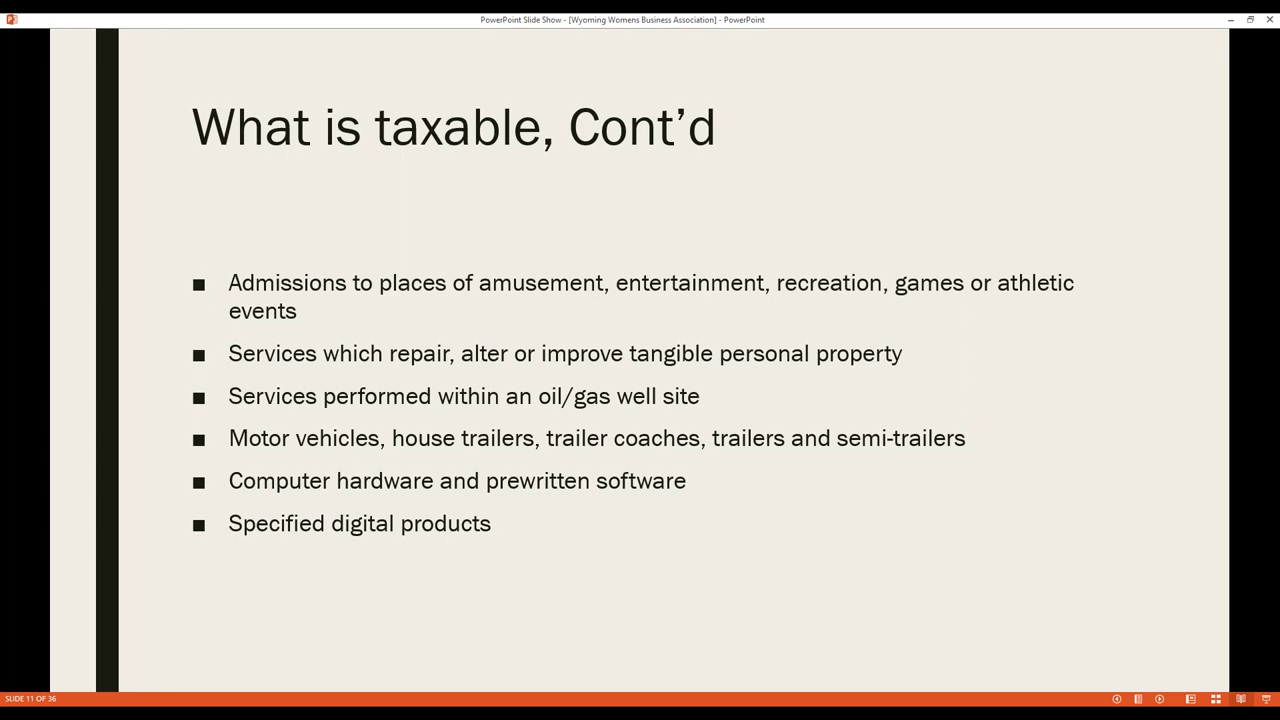 PowerPoint Slide Show - [Wyoming Womens Business Association] - PowerPoint
What is taxable, Cont’d
■ Admissions to places of amusement, entertainment, recreation, games or athletic
events
■ Services which repair, alter or improve tangible personal property
■ Services performed within an oil/gas well site
■ Motor vehicles, house trailers, trailer coaches, trailers and semi-trailers
■ Computer hardware and prewritten software
■ Specified digital products
SLIDE 11 OF 36